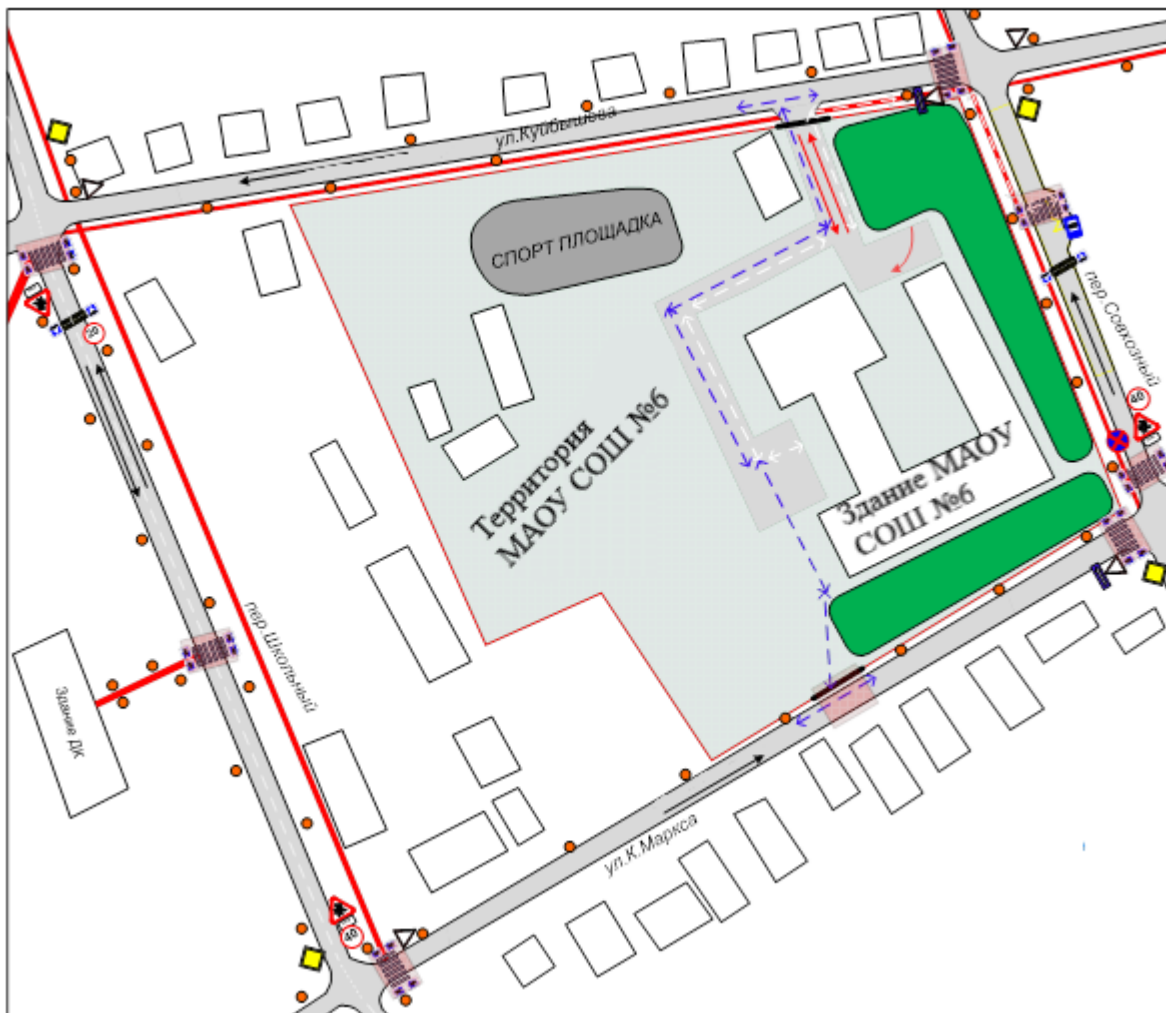 ул.Куйбышева
СПОРТ ПЛОЩАДКА
пер.Совхозный
20
40
Территория
МАОУ СОШ №6
Здание МАОУ
СОШ №6
пер.Школьный
Здание ДК
ул.К.Маркса
40